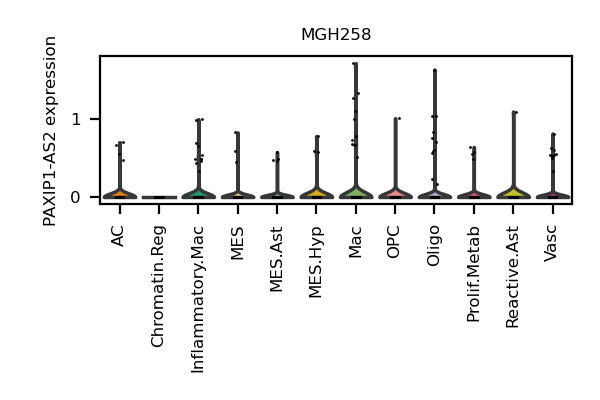 MGH258
PAXIP1-AS2 expression
1
0
AC
Chromatin.Reg
Inflammatory.Mac
MES
MES.Ast
MES.Hyp
Mac
OPC
Oligo
Prolif.Metab
Reactive.Ast
Vasc